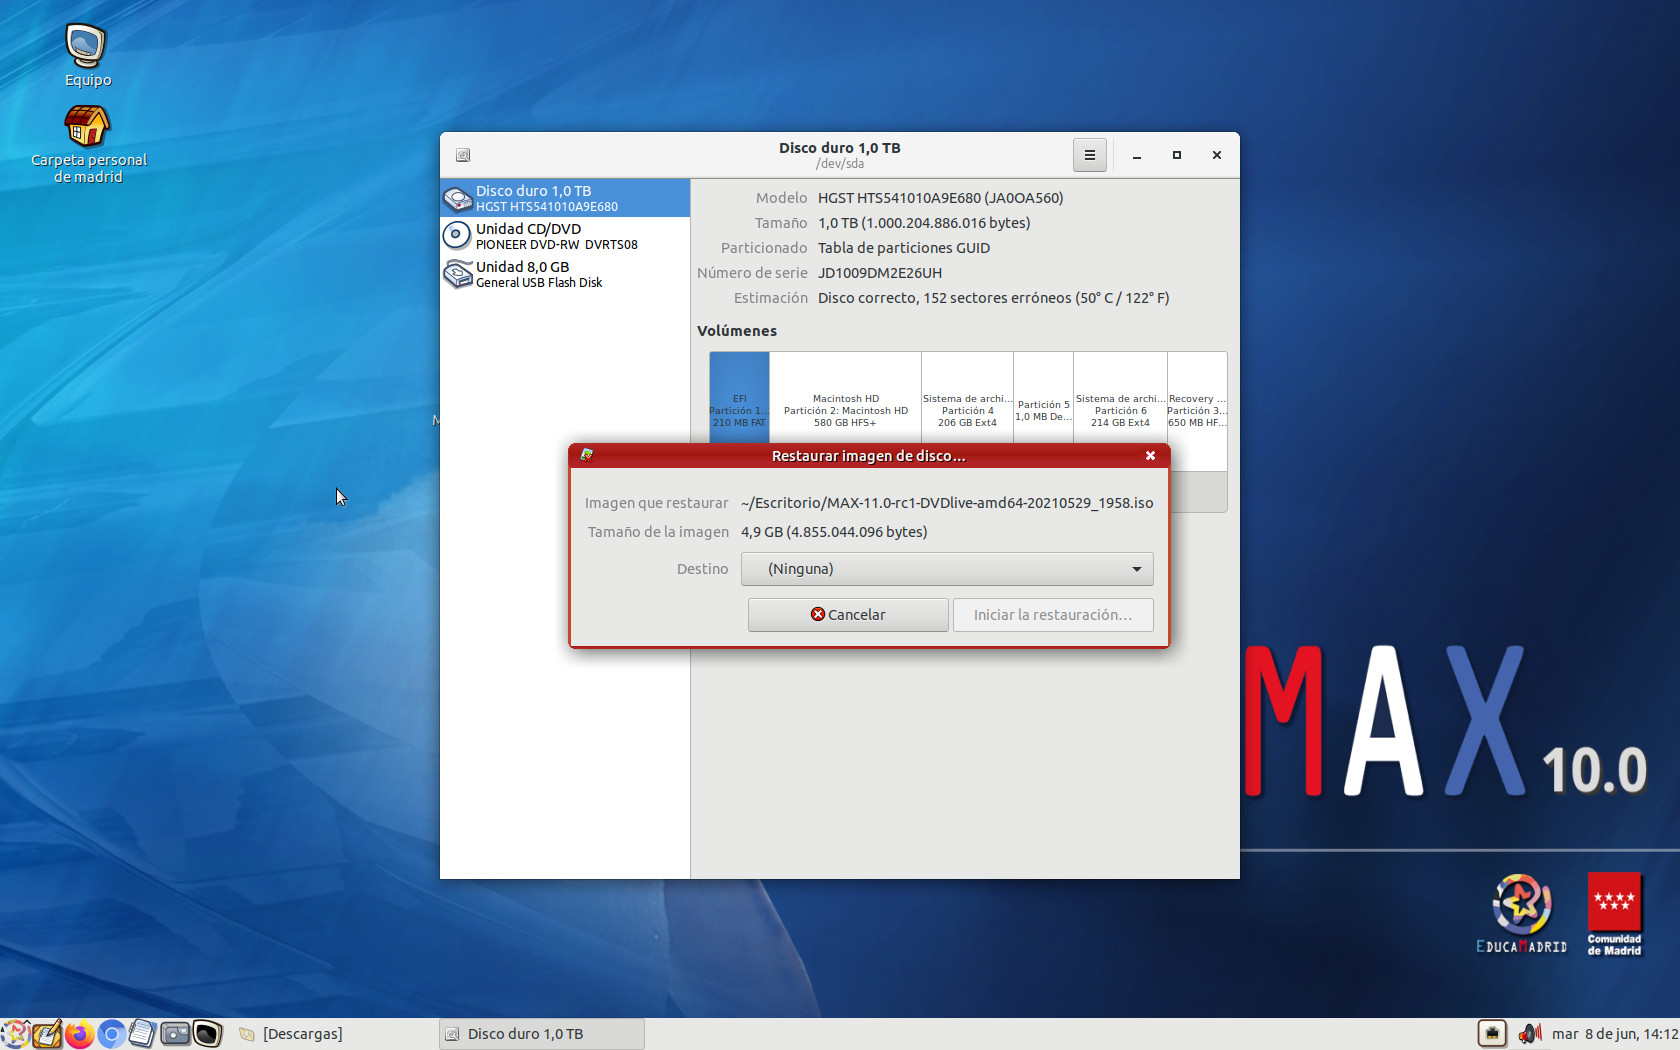 Equipo
Carpeta personal
de madrid
Disco duro 1,0 TB
/dev/sda
Disco duro 1,0 TB
HGST HTS541010A9E680
Unidad CD/DVD
PIONEER DVD-RW DVRTS08
Unidad 8,0 GB
General USB Flash Disk
Modelo HGST HTS541010A9E680 (JA0OA560)
Tamaño 1,0 TB (1.000.204.886.016 bytes)
Particionado Tabla de particiones GUID
Número de serie JD1009DM2E26UH
Estimación Disco correcto, 152 sectores erróneos (50° C / 122° F)
Volúmenes
EFI
Partición 1...
210 MB FAT
Macintosh HD
Partición 2: Macintosh HD
580 GB HFS+
Sistema de archi...
Partición 4
206 GB Ext4
Partición 5
1,0 MB De...
Sistema de archi...
Partición 6
214 GB Ext4
Recovery ...
Partición 3...
650 MB HF...
M
Restaurar imagen de disco...
Imagen que restaurar ~/Escritorio/MAX-11.0-rc1-DVDlive-amd64-20210529_1958.iso
Tamaño de la imagen 4,9 GB (4.855.044.096 bytes)
Destino (Ninguna)
Cancelar Iniciar la restauración...
MAX 10.0
EDUCAMADRID
Comunidad
de Madrid
[Descargas] Disco duro 1,0 TB mar 8 de jun, 14:12